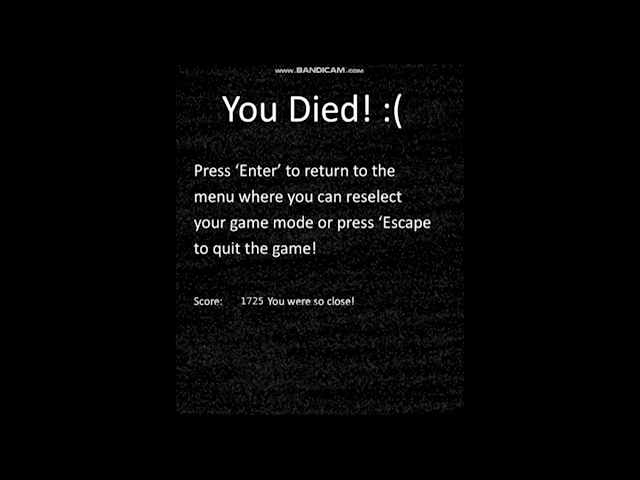 www.BANDICAM.com
You Died! :(
Press ‘Enter’ to return to the
menu where you can reselect
your game mode or press ‘Escape
to quit the game!
Score: 1725 You were so close!